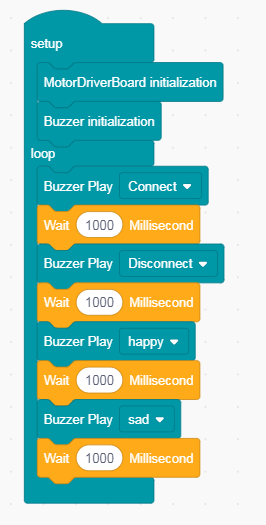 setup
MotorDriverBoard initialization
Buzzer initialization
loop
Buzzer Play Connect
Wait 1000 Millisecond
Buzzer Play Disconnect
Wait 1000 Millisecond
Buzzer Play happy
Wait 1000 Millisecond
Buzzer Play sad
Wait 1000 Millisecond